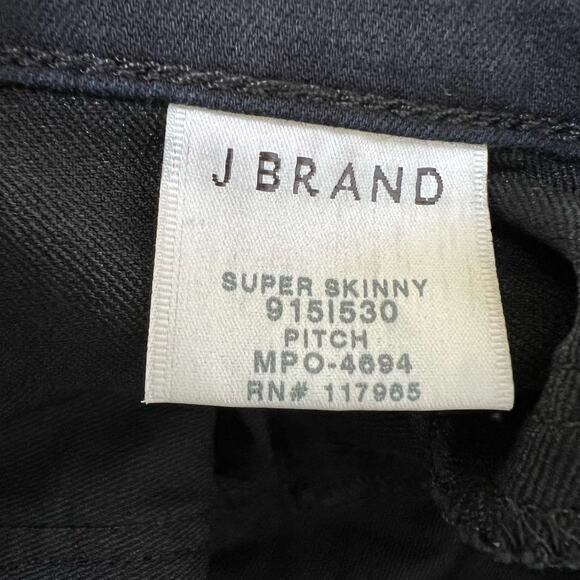 J BRAND
SUPER SKINNY
915I530
PITCH
MPO-4694
RN# 117965